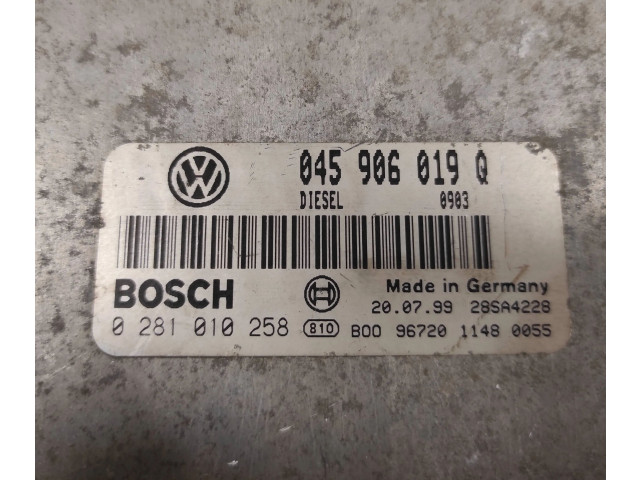 VW 045 906 019 Q
DIESEL 0903
BOSCH Made in Germany
20.07.99 28SA4228
0 281 010 258 810 B00 96720 1148 0055